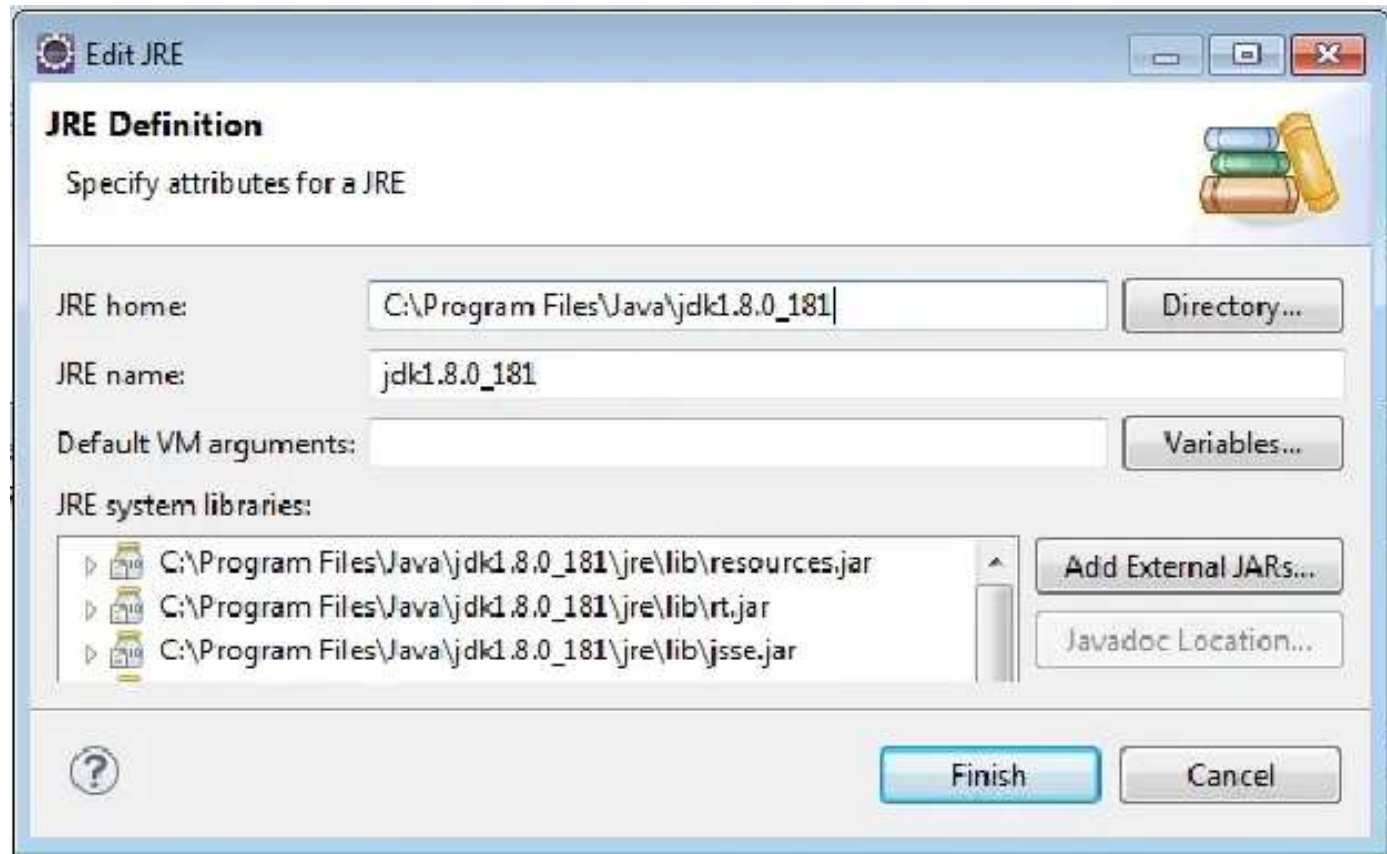 Edit JRE
JRE Definition
Specify attributes for a JRE
JRE home: C:\Program Files\Java\jdk1.8.0_181 Directory...
JRE name: jdk1.8.0_181
Default VM arguments: Variables...
JRE system libraries:
C:\Program Files\Java\jdk1.8.0_181\jre\lib\resources.jar Add External JARs...
C:\Program Files\Java\jdk1.8.0_181\jre\lib\rt.jar
C:\Program Files\Java\jdk1.8.0_181\jre\lib\jsse.jar Javadoc Location...
? Finish Cancel